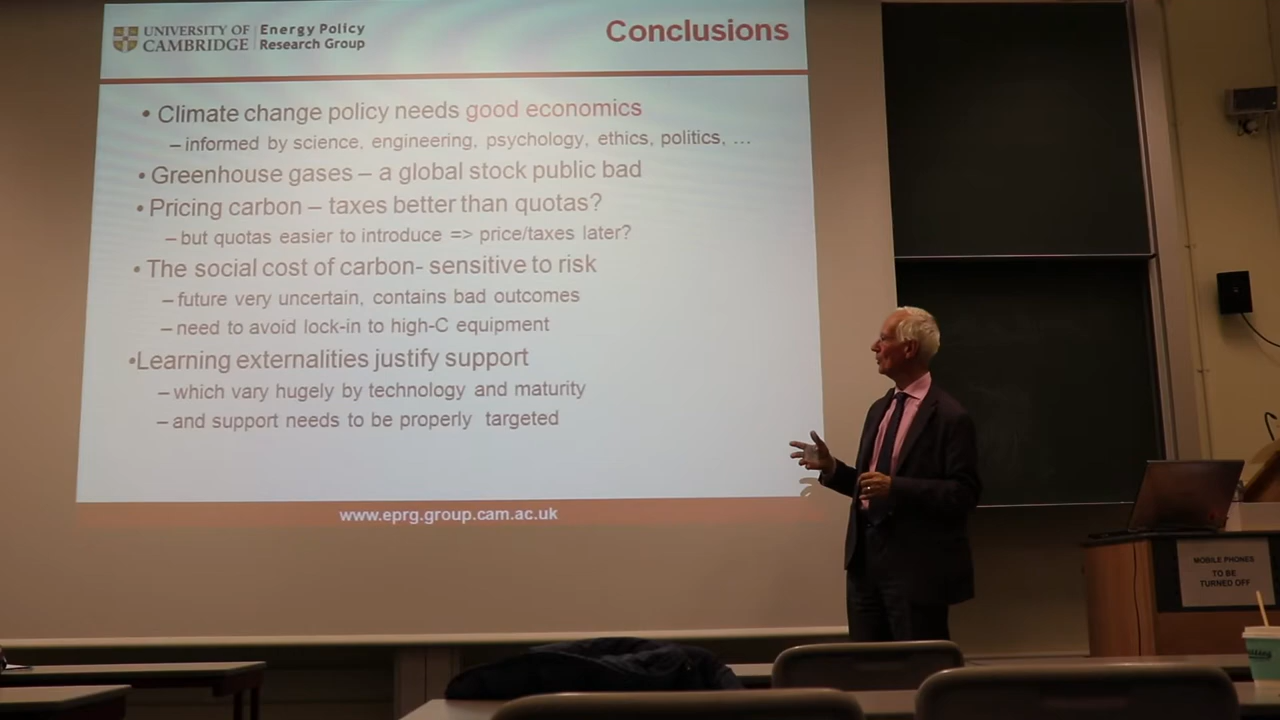 UNIVERSITY OF CAMBRIDGE
Energy Policy Research Group
Conclusions
• Climate change policy needs good economics
– informed by science, engineering, psychology, ethics, politics, …
• Greenhouse gases – a global stock public bad
• Pricing carbon – taxes better than quotas?
– but quotas easier to introduce => price/taxes later?
• The social cost of carbon- sensitive to risk
– future very uncertain, contains bad outcomes
– need to avoid lock-in to high-C equipment
•Learning externalities justify support
– which vary hugely by technology and maturity
– and support needs to be properly targeted
www.eprg.group.cam.ac.uk
MOBILE PHONES
TO BE
TURNED OFF